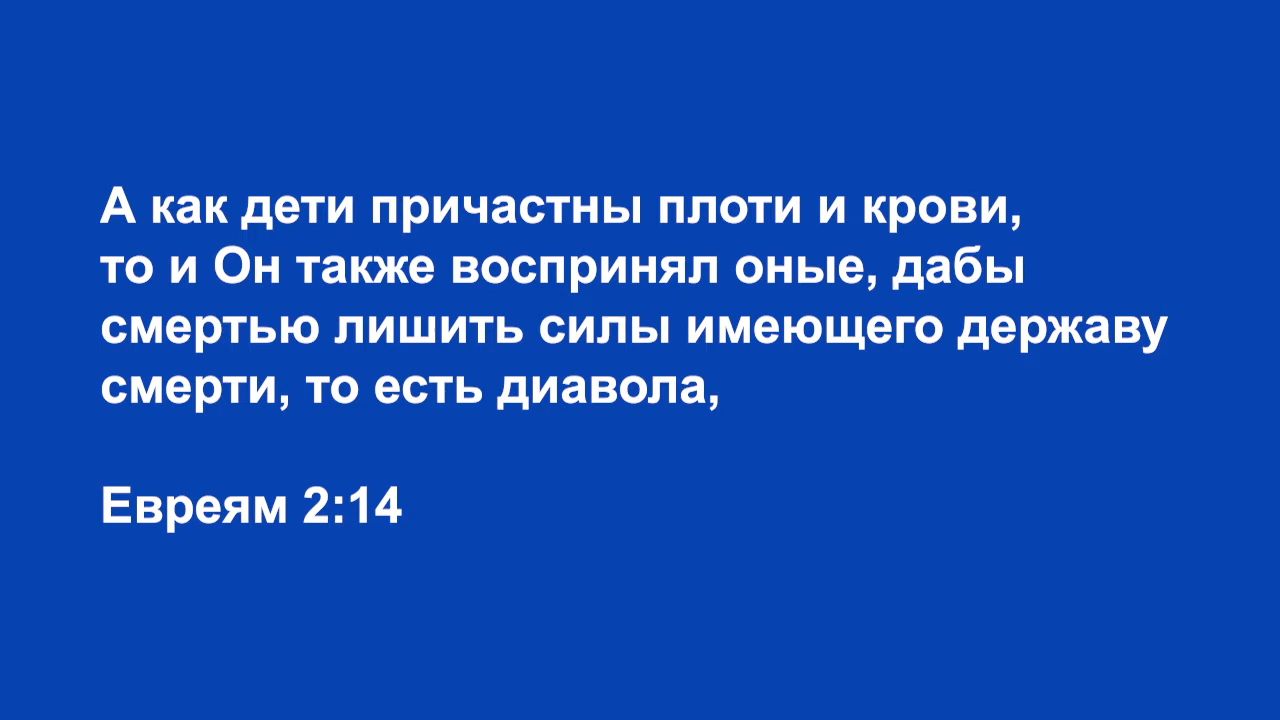 А как дети причастны плоти и крови,
то и Он также воспринял оные, дабы
смертью лишить силы имеющего державу
смерти, то есть диавола,
Евреям 2:14